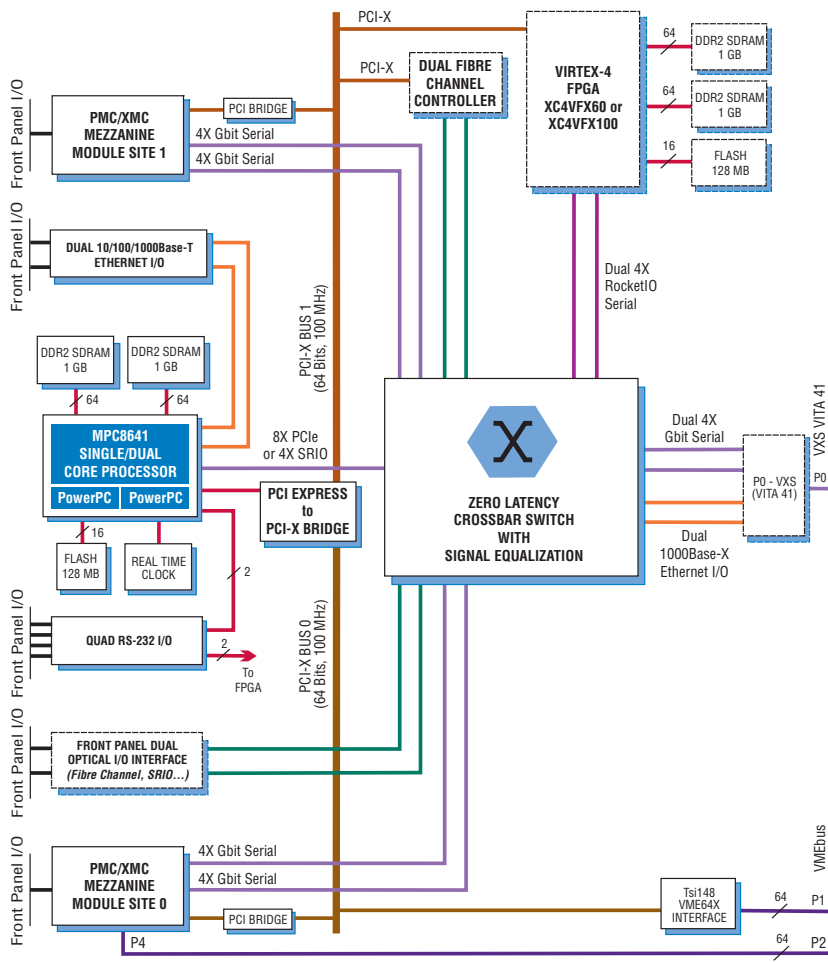 PCI-X
PCI-X
DUAL FIBRE
CHANNEL
CONTROLLER
VIRTEX-4
FPGA
XC4VFX60 or
XC4VFX100
64
DDR2 SDRAM
1 GB
64
DDR2 SDRAM
1 GB
16
FLASH
128 MB
Front Panel I/O
PMC/XMC
MEZZANINE
MODULE SITE 1
PCI BRIDGE
4X Gbit Serial
4X Gbit Serial
Front Panel I/O
DUAL 10/100/1000Base-T
ETHERNET I/O
Dual 4X
RocketIO
Serial
PCI-X BUS 1
(64 Bits, 100 MHz)
DDR2 SDRAM
1 GB
DDR2 SDRAM
1 GB
64
64
MPC8641
SINGLE/DUAL
CORE PROCESSOR
PowerPC
PowerPC
8X PCIe
or 4X SRIO
PCI EXPRESS
to
PCI-X BRIDGE
X
ZERO LATENCY
CROSSBAR SWITCH
WITH
SIGNAL EQUALIZATION
Dual 4X
Gbit Serial
Dual
1000Base-X
Ethernet I/O
P0 - VXS
(VITA 41)
VXS VITA 41
P0
16
FLASH
128 MB
REAL TIME
CLOCK
2
Front Panel I/O
QUAD RS-232 I/O
2
To
FPGA
PCI-X BUS 0
(64 Bits, 100 MHz)
Front Panel I/O
FRONT PANEL DUAL
OPTICAL I/O INTERFACE
(Fibre Channel, SRIO...)
Front Panel I/O
PMC/XMC
MEZZANINE
MODULE SITE 0
4X Gbit Serial
4X Gbit Serial
PCI BRIDGE
P4
Tsi148
VME64X
INTERFACE
VMEbus
64
P1
64
P2